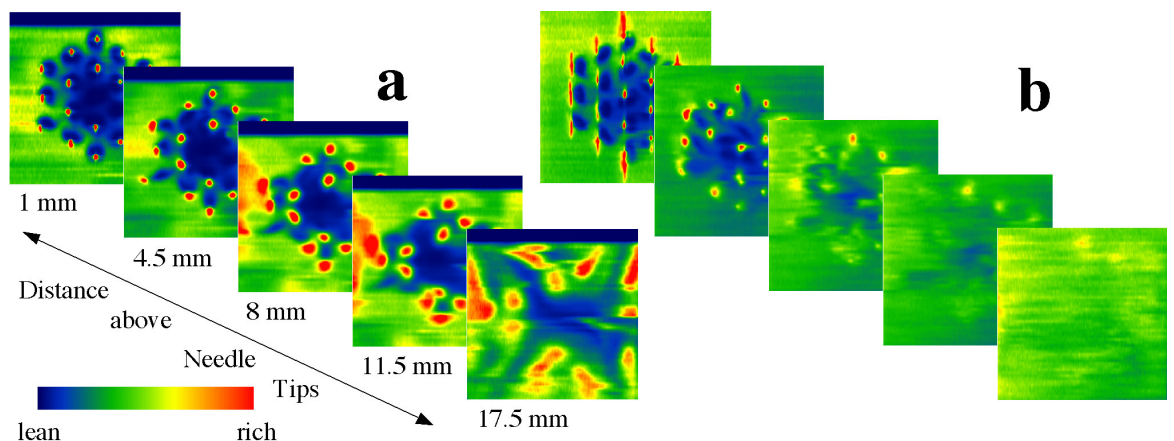 a
b
1 mm
4.5 mm
8 mm
11.5 mm
17.5 mm
Distance
above
Needle
Tips
lean rich